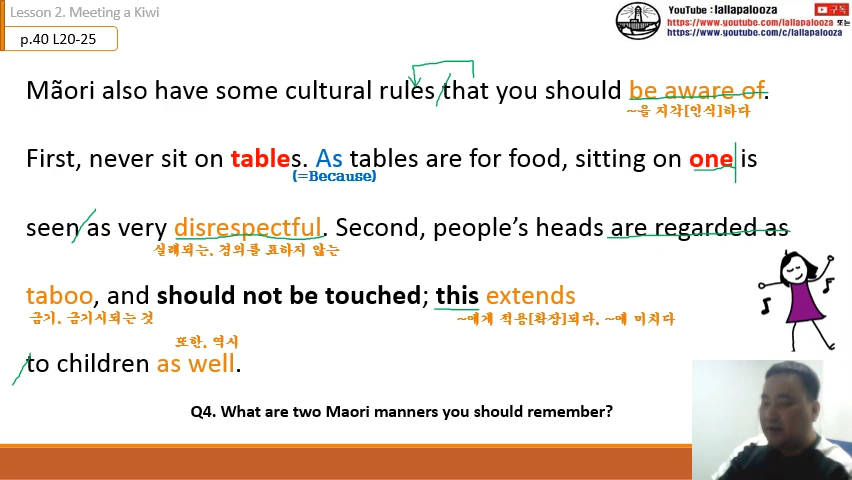 Lesson 2. Meeting a Kiwi
YouTube : lallapalooza
구독
https://www.youtube.com/lallapalooza 또는
https://www.youtube.com/c/lallapalooza
p.40 L20-25
Mãori also have some cultural rules that you should be aware of.
~을 지각[인식]하다
First, never sit on tables. As tables are for food, sitting on one is
(=Because)
seen as very disrespectful. Second, people's heads are regarded as
실례되는, 경의를 표하지 않는
taboo, and should not be touched; this extends
금기, 금기시되는 것
~에게 적용[확장]되다, ~에 미치다
또한, 역시
to children as well.
Q4. What are two Maori manners you should remember?